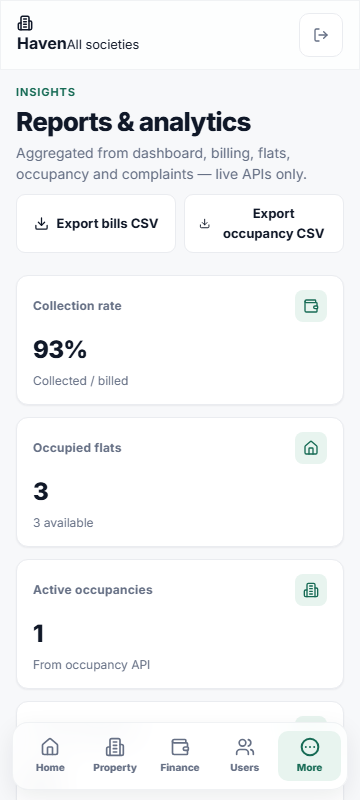 HavenAll societies
INSIGHTS
Reports & analytics
Aggregated from dashboard, billing, flats,
occupancy and complaints — live APIs only.
Export bills CSV
Export
occupancy CSV
Collection rate
93%
Collected / billed
Occupied flats
3
3 available
Active occupancies
1
From occupancy API
Home Property Finance Users More